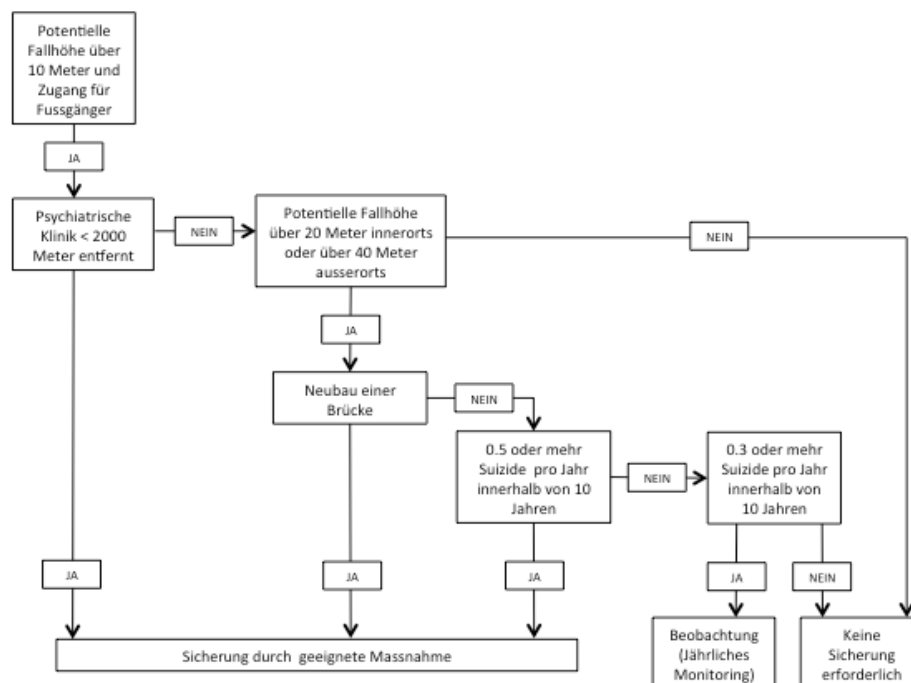 Potentielle
Fallhöhe über
10 Meter und
Zugang für
Fussgänger
JA
Psychiatrische
Klinik < 2000
Meter entfernt
NEIN
Potentielle Fallhöhe
über 20 Meter innerorts
oder über 40 Meter
ausserorts
NEIN
JA
Neubau einer
Brücke
NEIN
0.5 oder mehr
Suizide pro Jahr
innerhalb von 10
Jahren
NEIN
0.3 oder mehr
Suizide pro Jahr
innerhalb von
10 Jahren
JA
JA
JA
JA
NEIN
Sicherung durch geeignete Massnahme
Beobachtung
(Jährliches
Monitoring)
Keine
Sicherung
erforderlich